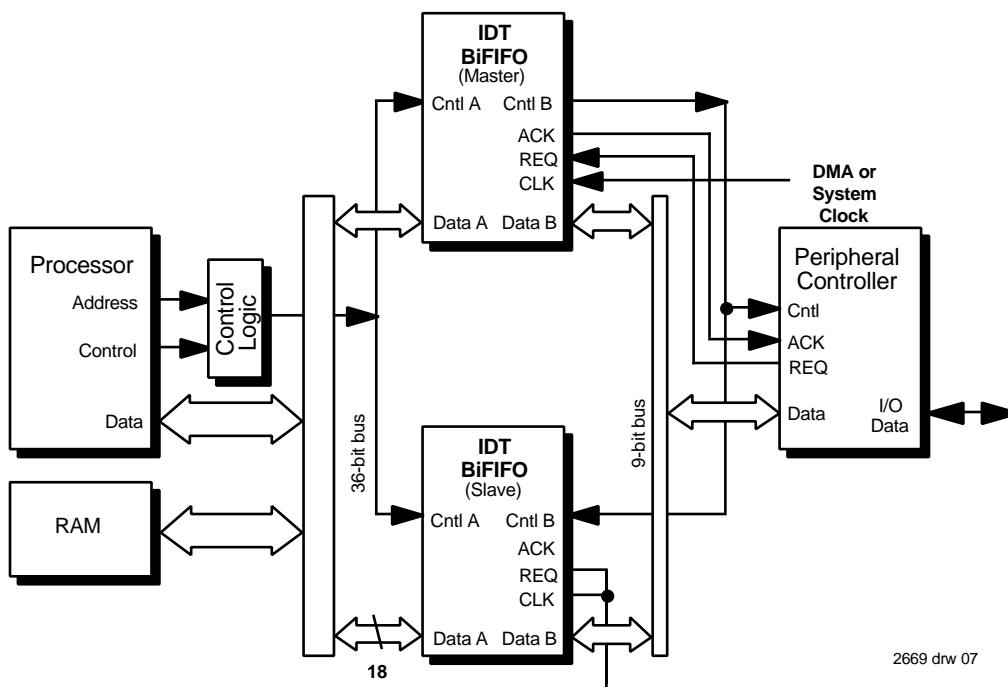 IDT
BiFIFO
(Master)
Cntl A Cntl B
ACK
REQ
CLK
Data A Data B
DMA or
System
Clock
Processor
Address
Control
Data
Control
Logic
Peripheral
Controller
Cntl
ACK
REQ
Data
I/O
Data
36-bit bus
9-bit bus
IDT
BiFIFO
(Slave)
Cntl A Cntl B
ACK
REQ
CLK
Data A Data B
RAM
18
2669 drw 07